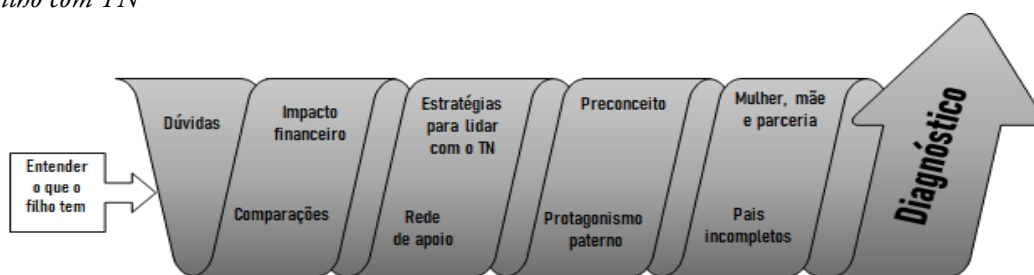 filho com TN
Entender
o que o
filho tem
Dúvidas
Impacto
financeiro
Comparações
Estratégias
para lidar
com o TN
Rede
de apoio
Preconceito
Protagonismo
paterno
Mulher, mãe
e parceria
Pais
incompletos
Diagnóstico